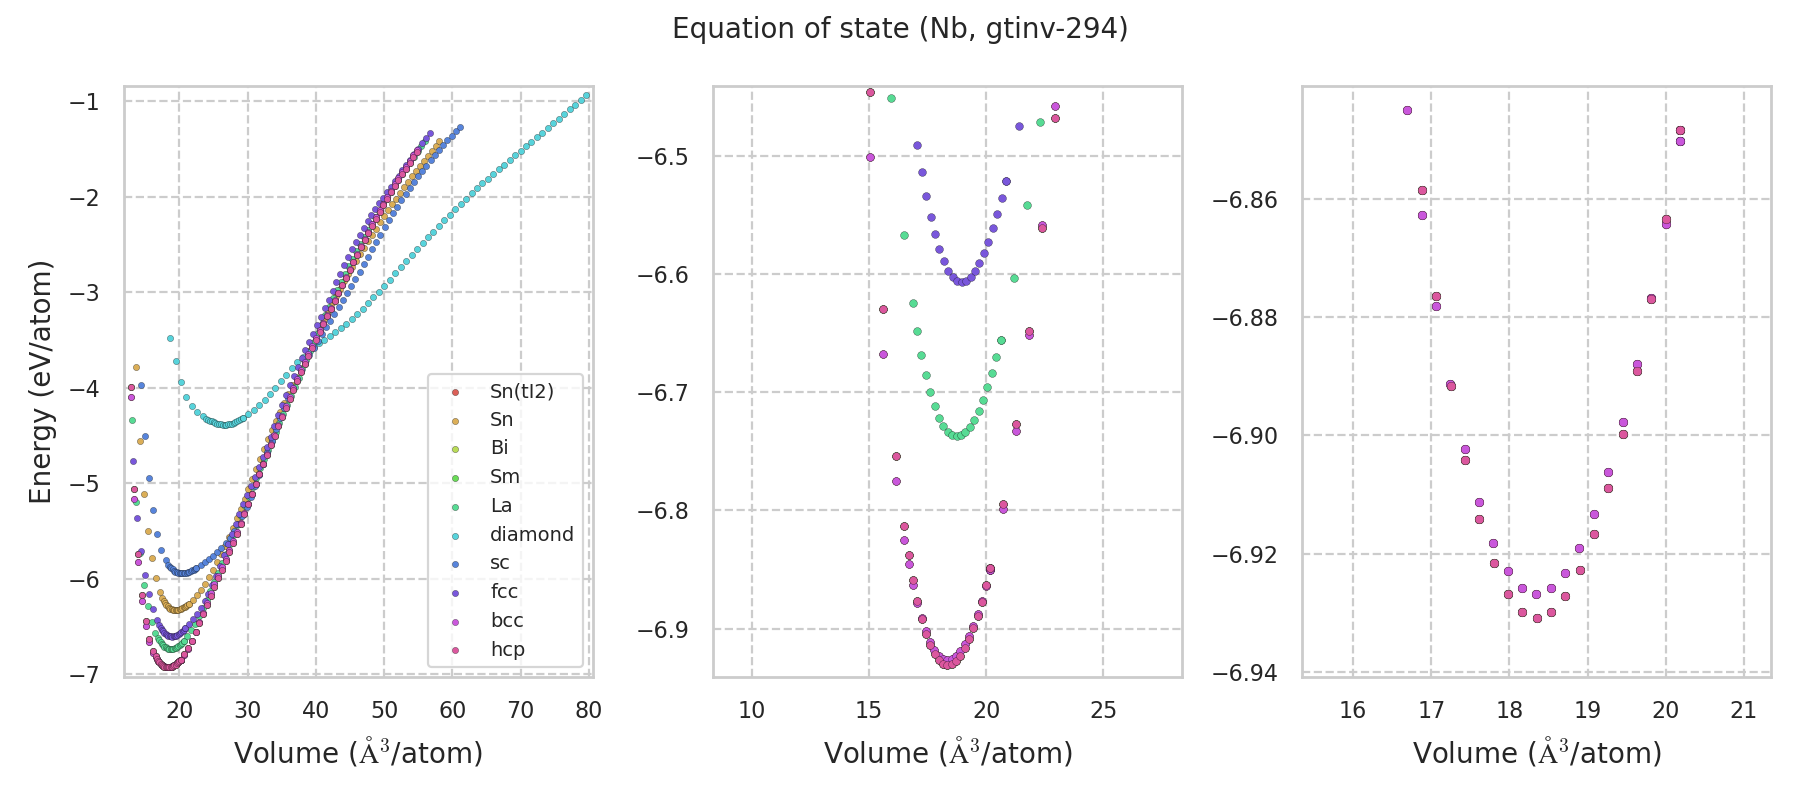 Equation of state (Nb, gtinv-294)
Energy (eV/atom)
−1
−2
−3
−4
−5
−6
−7
20 30 40 50 60 70 80
Volume (Å³/atom)
Sn(tI2)
Sn
Bi
Sm
La
diamond
sc
fcc
bcc
hcp
−6.5
−6.6
−6.7
−6.8
−6.9
10 15 20 25
Volume (Å³/atom)
−6.86
−6.88
−6.90
−6.92
−6.94
16 17 18 19 20 21
Volume (Å³/atom)